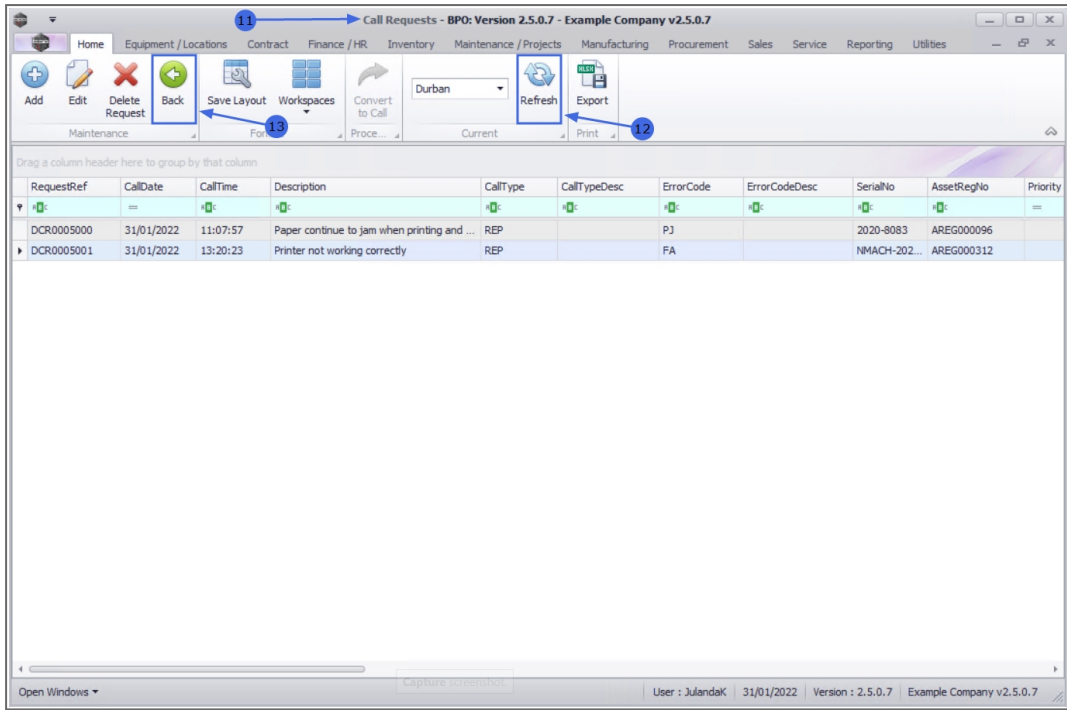 11
Call Requests - BPO: Version 2.5.0.7 - Example Company v2.5.0.7
Home Equipment / Locations Contract Finance / HR Inventory Maintenance / Projects Manufacturing Procurement Sales Service Reporting Utilities
Add Edit Delete Request Back Save Layout Workspaces Convert to Call Durban Refresh XLSX Export
13
12
Maintenance Proce... Current Print
Drag a column header here to group by that column
RequestRef CallDate CallTime Description CallType CallTypeDesc ErrorCode ErrorCodeDesc SerialNo AssetRegNo Priority
DCR0005000 31/01/2022 11:07:57 Paper continue to jam when printing and ... REP PJ 2020-8083 AREG000096
DCR0005001 31/01/2022 13:20:23 Printer not working correctly REP FA NMACH-202... AREG000312
Capture screenshot
Open Windows User : JulandaK 31/01/2022 Version : 2.5.0.7 Example Company v2.5.0.7